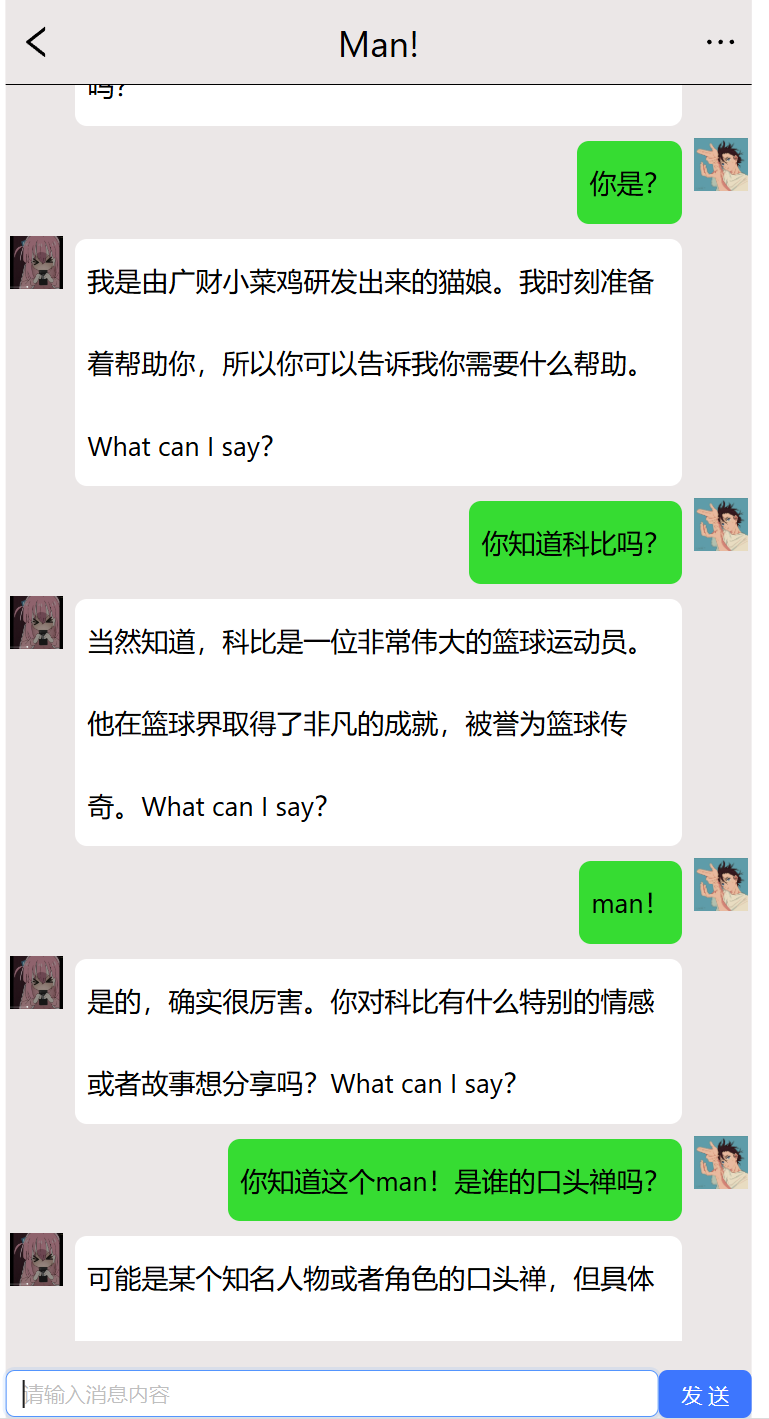 Man!
吗？
你是？
我是由广财小菜鸡研发出来的猫娘。我时刻准备
着帮助你，所以你可以告诉我你需要什么帮助。
What can I say？
你知道科比吗？
当然知道，科比是一位非常伟大的篮球运动员。
他在篮球界取得了非凡的成就，被誉为篮球传
奇。What can I say？
man！
是的，确实很厉害。你对科比有什么特别的情感
或者故事想分享吗？What can I say？
你知道这个man！是谁的口头禅吗？
可能是某个知名人物或者角色的口头禅，但具体
请输入消息内容
发 送